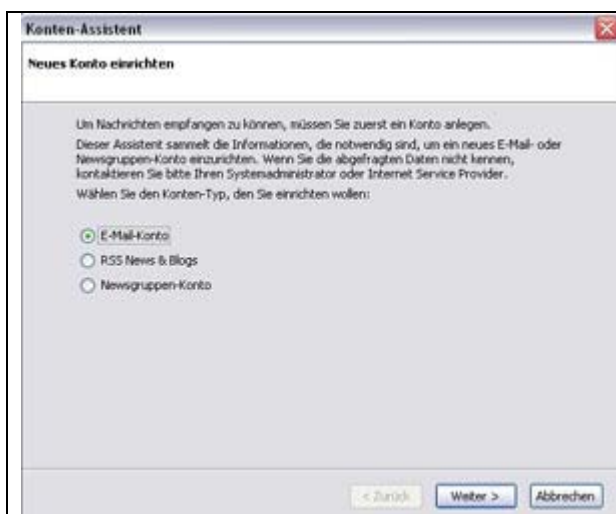 Konten-Assistent
Neues Konto einrichten
Um Nachrichten empfangen zu können, müssen Sie zuerst ein Konto anlegen.
Dieser Assistent sammelt die Informationen, die notwendig sind, um ein neues E-Mail- oder
Newsgruppen-Konto einzurichten. Wenn Sie die abgefragten Daten nicht kennen,
kontaktieren Sie bitte Ihren Systemadministrator oder Internet Service Provider.
Wählen Sie den Konten-Typ, den Sie einrichten wollen:
E-Mail-Konto
RSS News & Blogs
Newsgruppen-Konto
< Zurück Weiter > Abbrechen